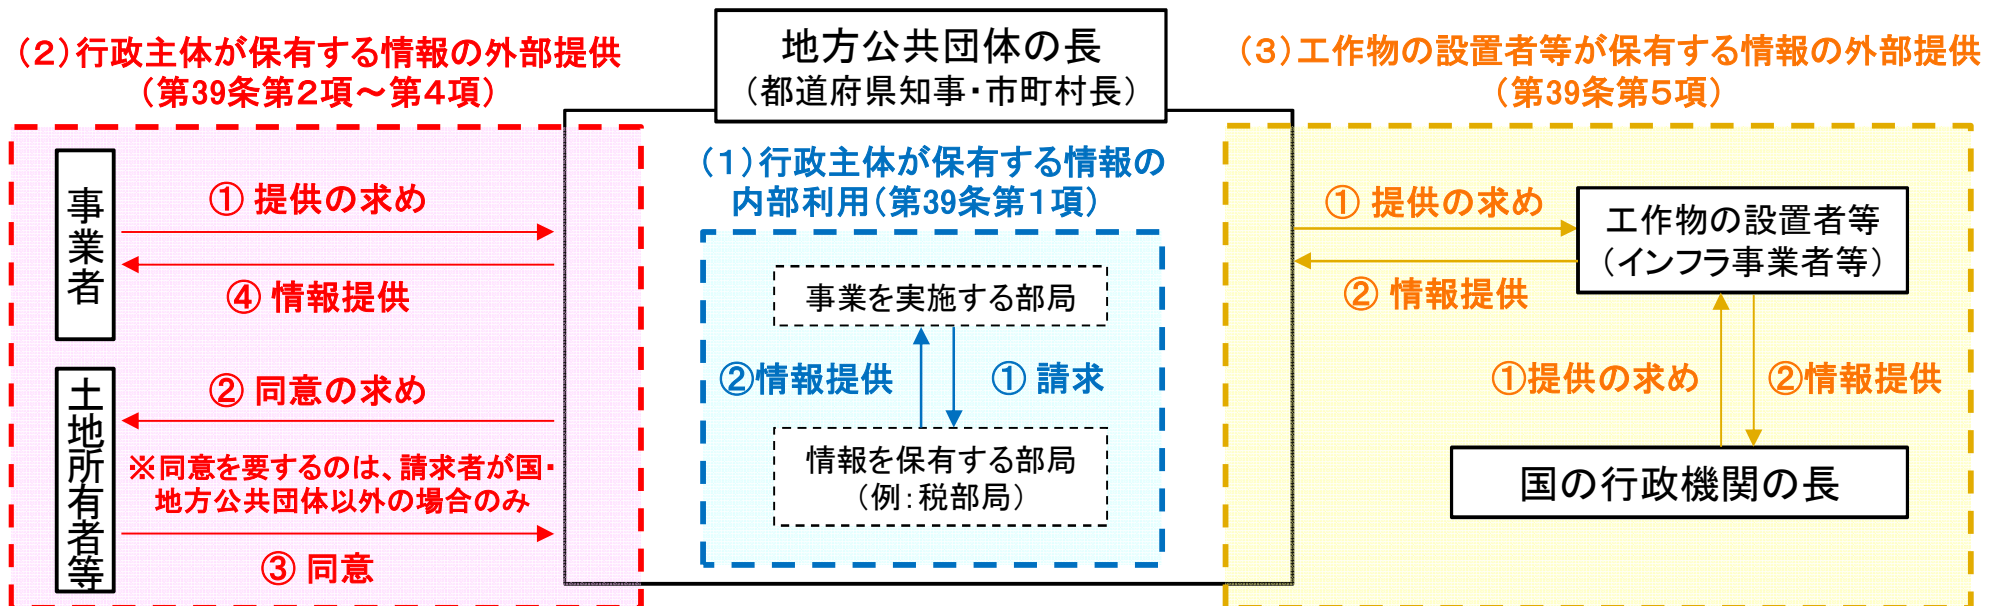 地方公共団体の長
（都道府県知事・市町村長）
（２）行政主体が保有する情報の外部提供
（第39条第２項～第４項）
事業者
① 提供の求め
④ 情報提供
土地所有者等
② 同意の求め
※同意を要するのは、請求者が国・
地方公共団体以外の場合のみ
③ 同意
（１）行政主体が保有する情報の
内部利用（第39条第１項）
事業を実施する部局
②情報提供
① 請求
情報を保有する部局
（例：税部局）
（３）工作物の設置者等が保有する情報の外部提供
（第39条第５項）
① 提供の求め
② 情報提供
工作物の設置者等
（インフラ事業者等）
①提供の求め
②情報提供
国の行政機関の長